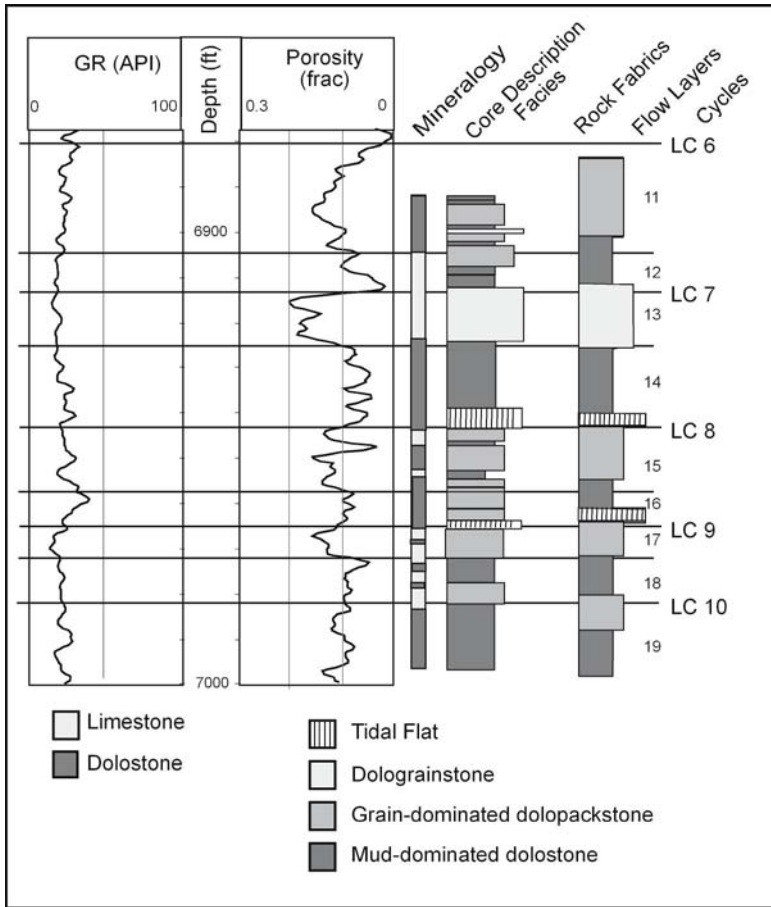 GR (API)
0 100
Depth (ft)
Porosity
(frac)
0.3 0
Mineralogy
Core Description
Facies
Rock Fabrics
Flow Layers
Cycles
LC 6
11
6900
12
LC 7
13
14
LC 8
15
16
LC 9
17
18
LC 10
19
7000
Limestone
Dolostone
Tidal Flat
Dolograinstone
Grain-dominated dolopackstone
Mud-dominated dolostone